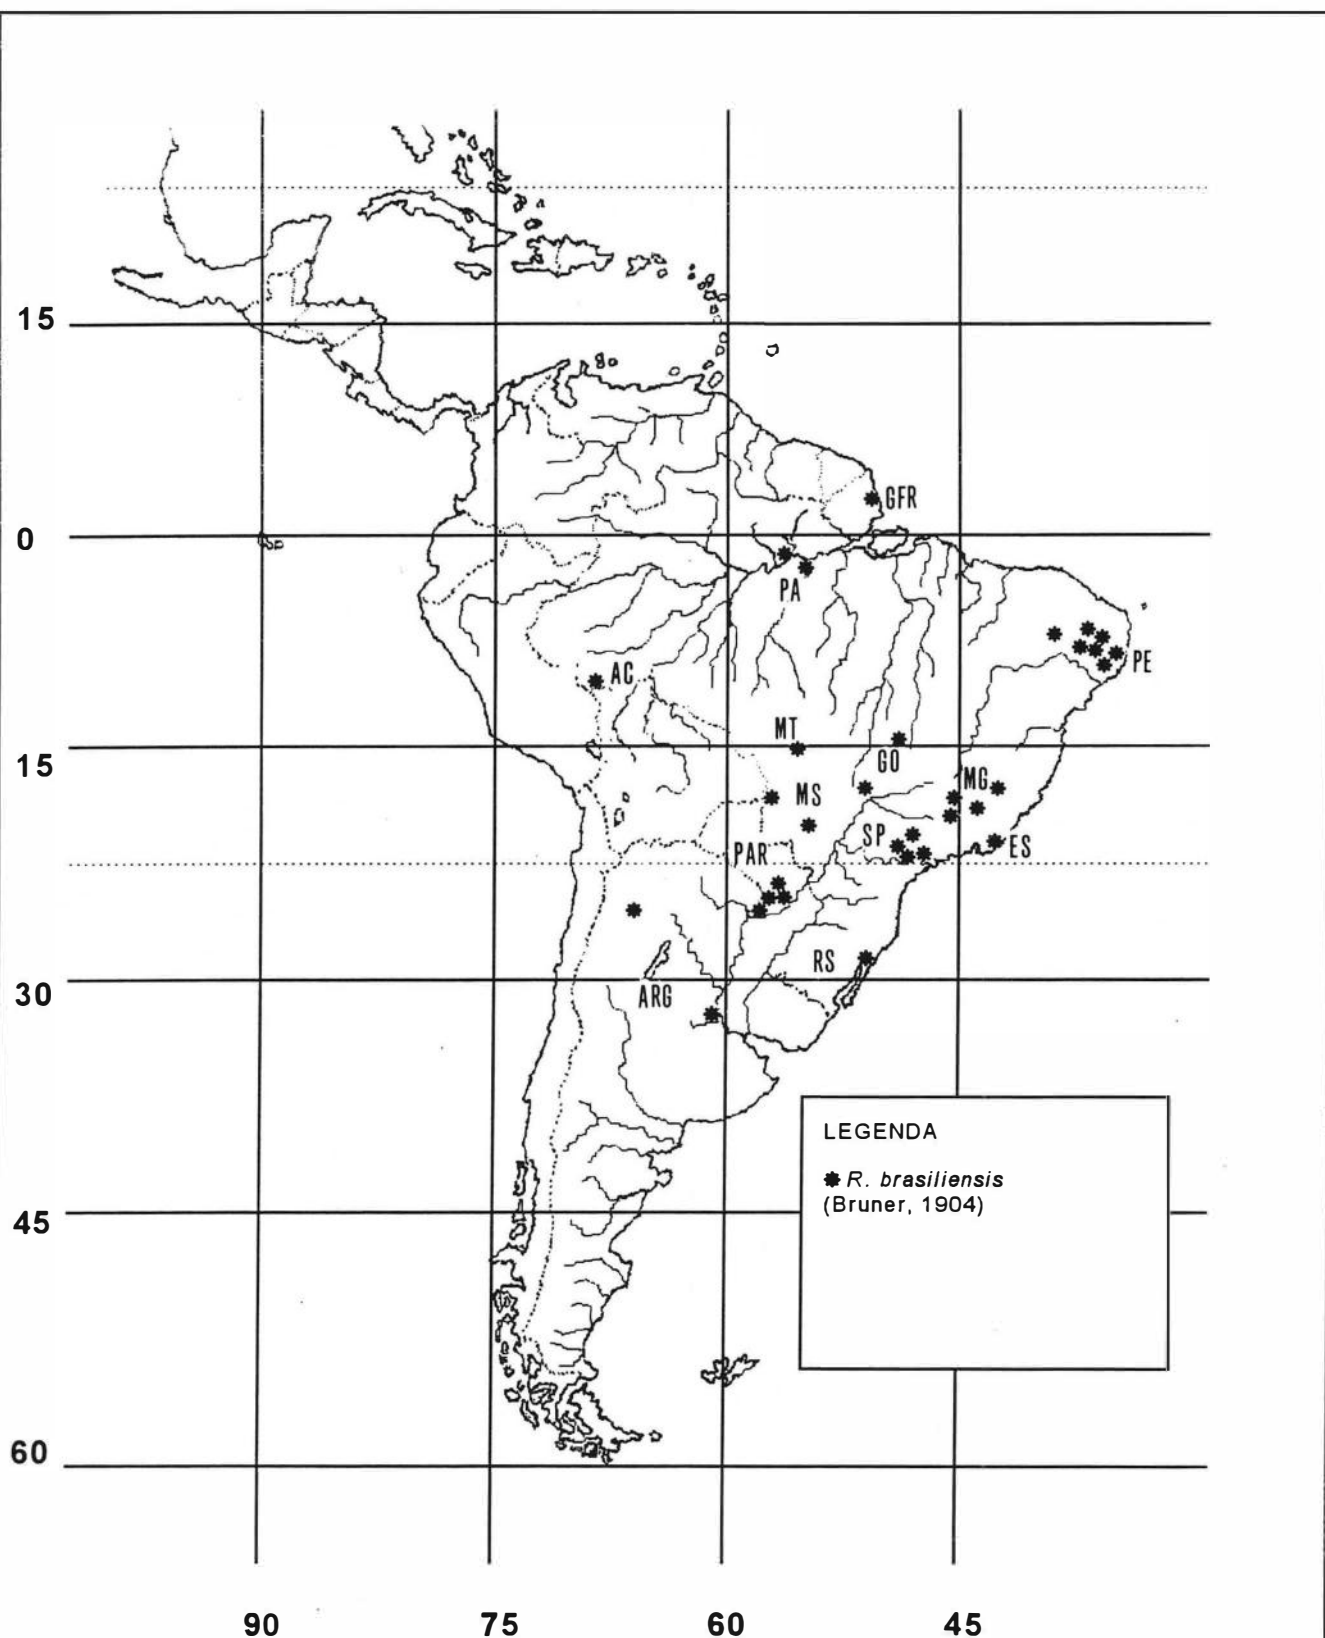 15
GFR
0
PA
PE
AC
MT
15
GO
MG
MS
SP
ES
PAR
RS
30
ARG
LEGENDA
R. brasiliensis
(Bruner, 1904)
45
60
90 75 60 45